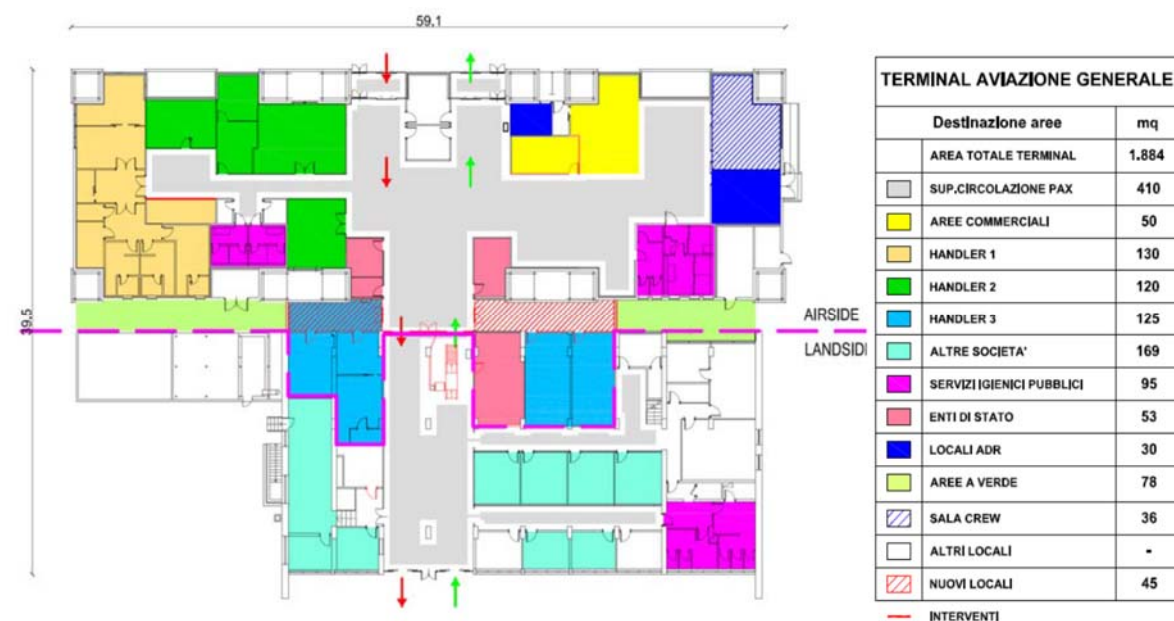 59.1
39.5
AIRSIDE
LANDSIDI
TERMINAL AVIAZIONE GENERALE
Destinazione aree mq
AREA TOTALE TERMINAL 1.884
SUP.CIRCOLAZIONE PAX 410
AREE COMMERCIALI 50
HANDLER 1 130
HANDLER 2 120
HANDLER 3 125
ALTRE SOCIETA' 169
SERVIZI IGIENICI PUBBLICI 95
ENTI DI STATO 53
LOCALI ADR 30
AREE A VERDE 78
SALA CREW 36
ALTRI LOCALI -
NUOVI LOCALI 45
INTERVENTI